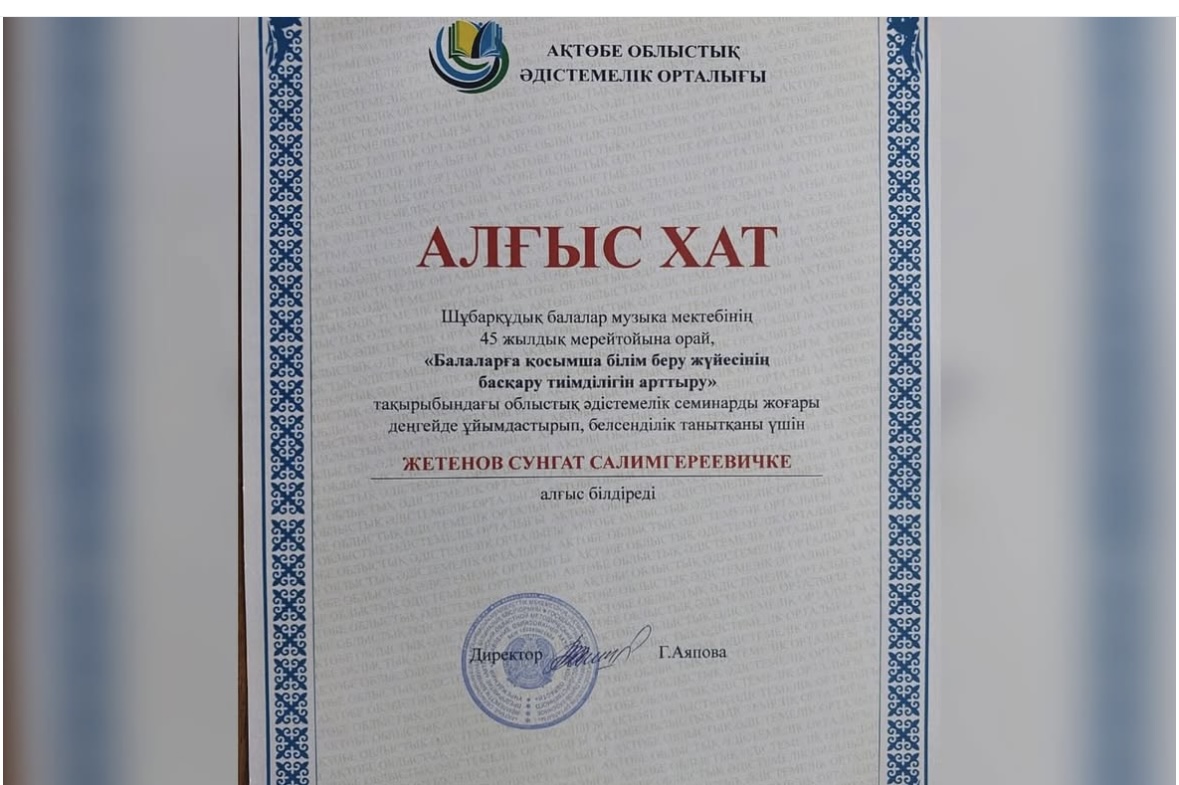 АҚТӨБЕ ОБЛЫСТЫҚ
ӘДІСТЕМЕЛІК ОРТАЛЫҒЫ
АЛҒЫС ХАТ
Шұбарқұдық балалар музыка мектебінің
45 жылдық мерейтойына орай,
«Балаларға қосымша білім беру жүйесінің
басқару тиімділігін арттыру»
тақырыбындағы облыстық әдістемелік семинарды жоғары
деңгейде ұйымдастырып, белсенділік танытқаны үшін
ЖЕТЕНОВ СУНГАТ САЛИМГЕРЕЕВИЧКЕ
алғыс білдіреді
Директор Г.Аяпова